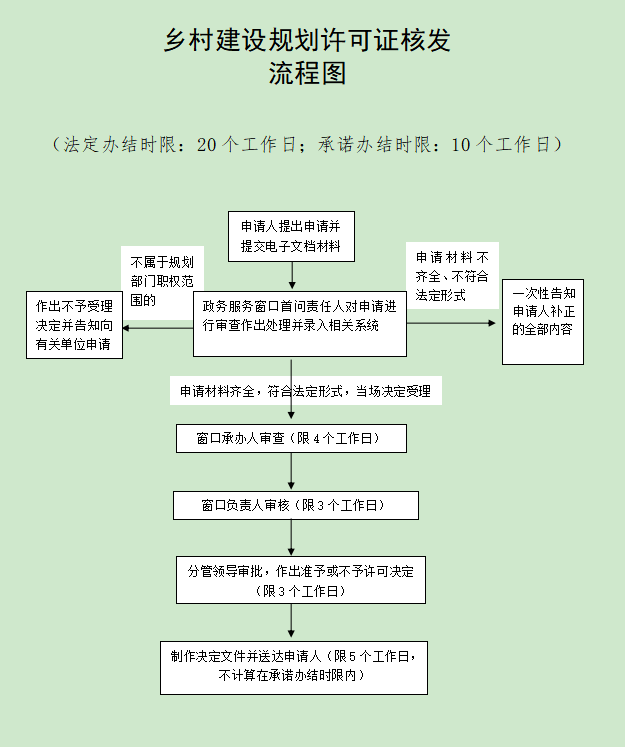 乡村建设规划许可证核发
流程图
（法定办结时限：20个工作日；承诺办结时限：10个工作日）
申请人提出申请并
提交电子文档材料
不属于规划
部门职权范
围的
申请材料不
齐全、不符合
法定形式
作出不予受理
决定并告知向
有关单位申请
政务服务窗口首问责任人对申请进
行审查作出处理并录入相关系统
一次性告知
申请人补正
的全部内容
申请材料齐全，符合法定形式，当场决定受理
窗口承办人审查（限4个工作日）
窗口负责人审核（限3个工作日）
分管领导审批，作出准予或不予许可决定
（限3个工作日）
制作决定文件并送达申请人（限5个工作日，
不计算在承诺办结时限内）